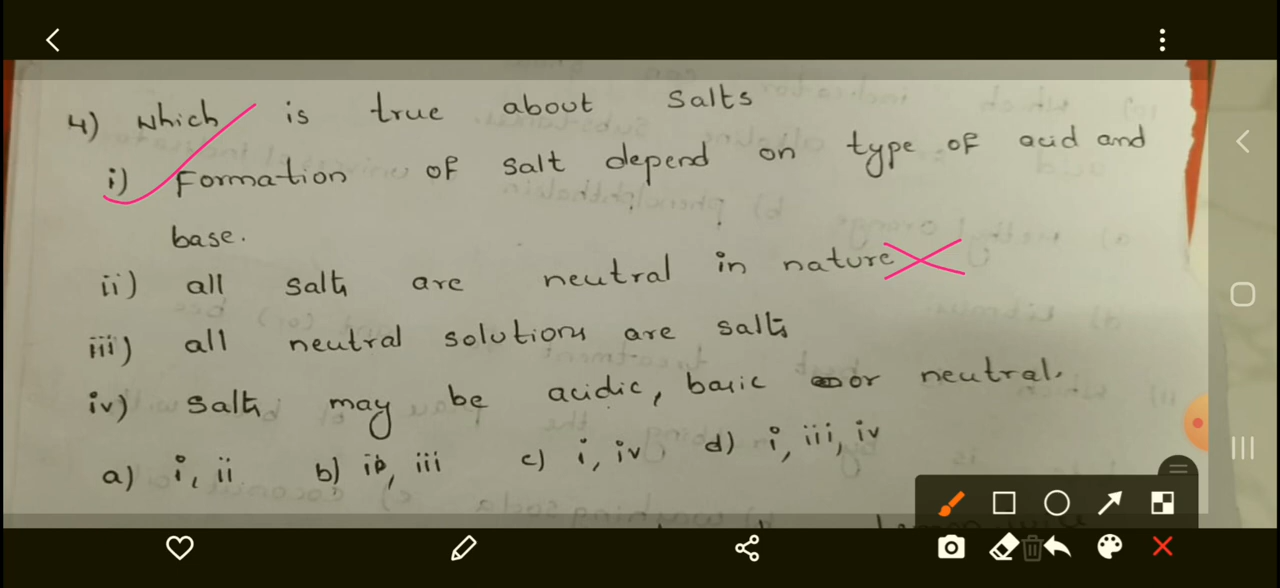 4) Which is true about salts
i) Formation of salt depend on type of acid and
base.
ii) all salts are neutral in nature
iii) all neutral solutions are salts
iv) salts may be acidic, basic or neutral.
a) i, ii b) ii, iii c) i, iv d) i, iii, iv